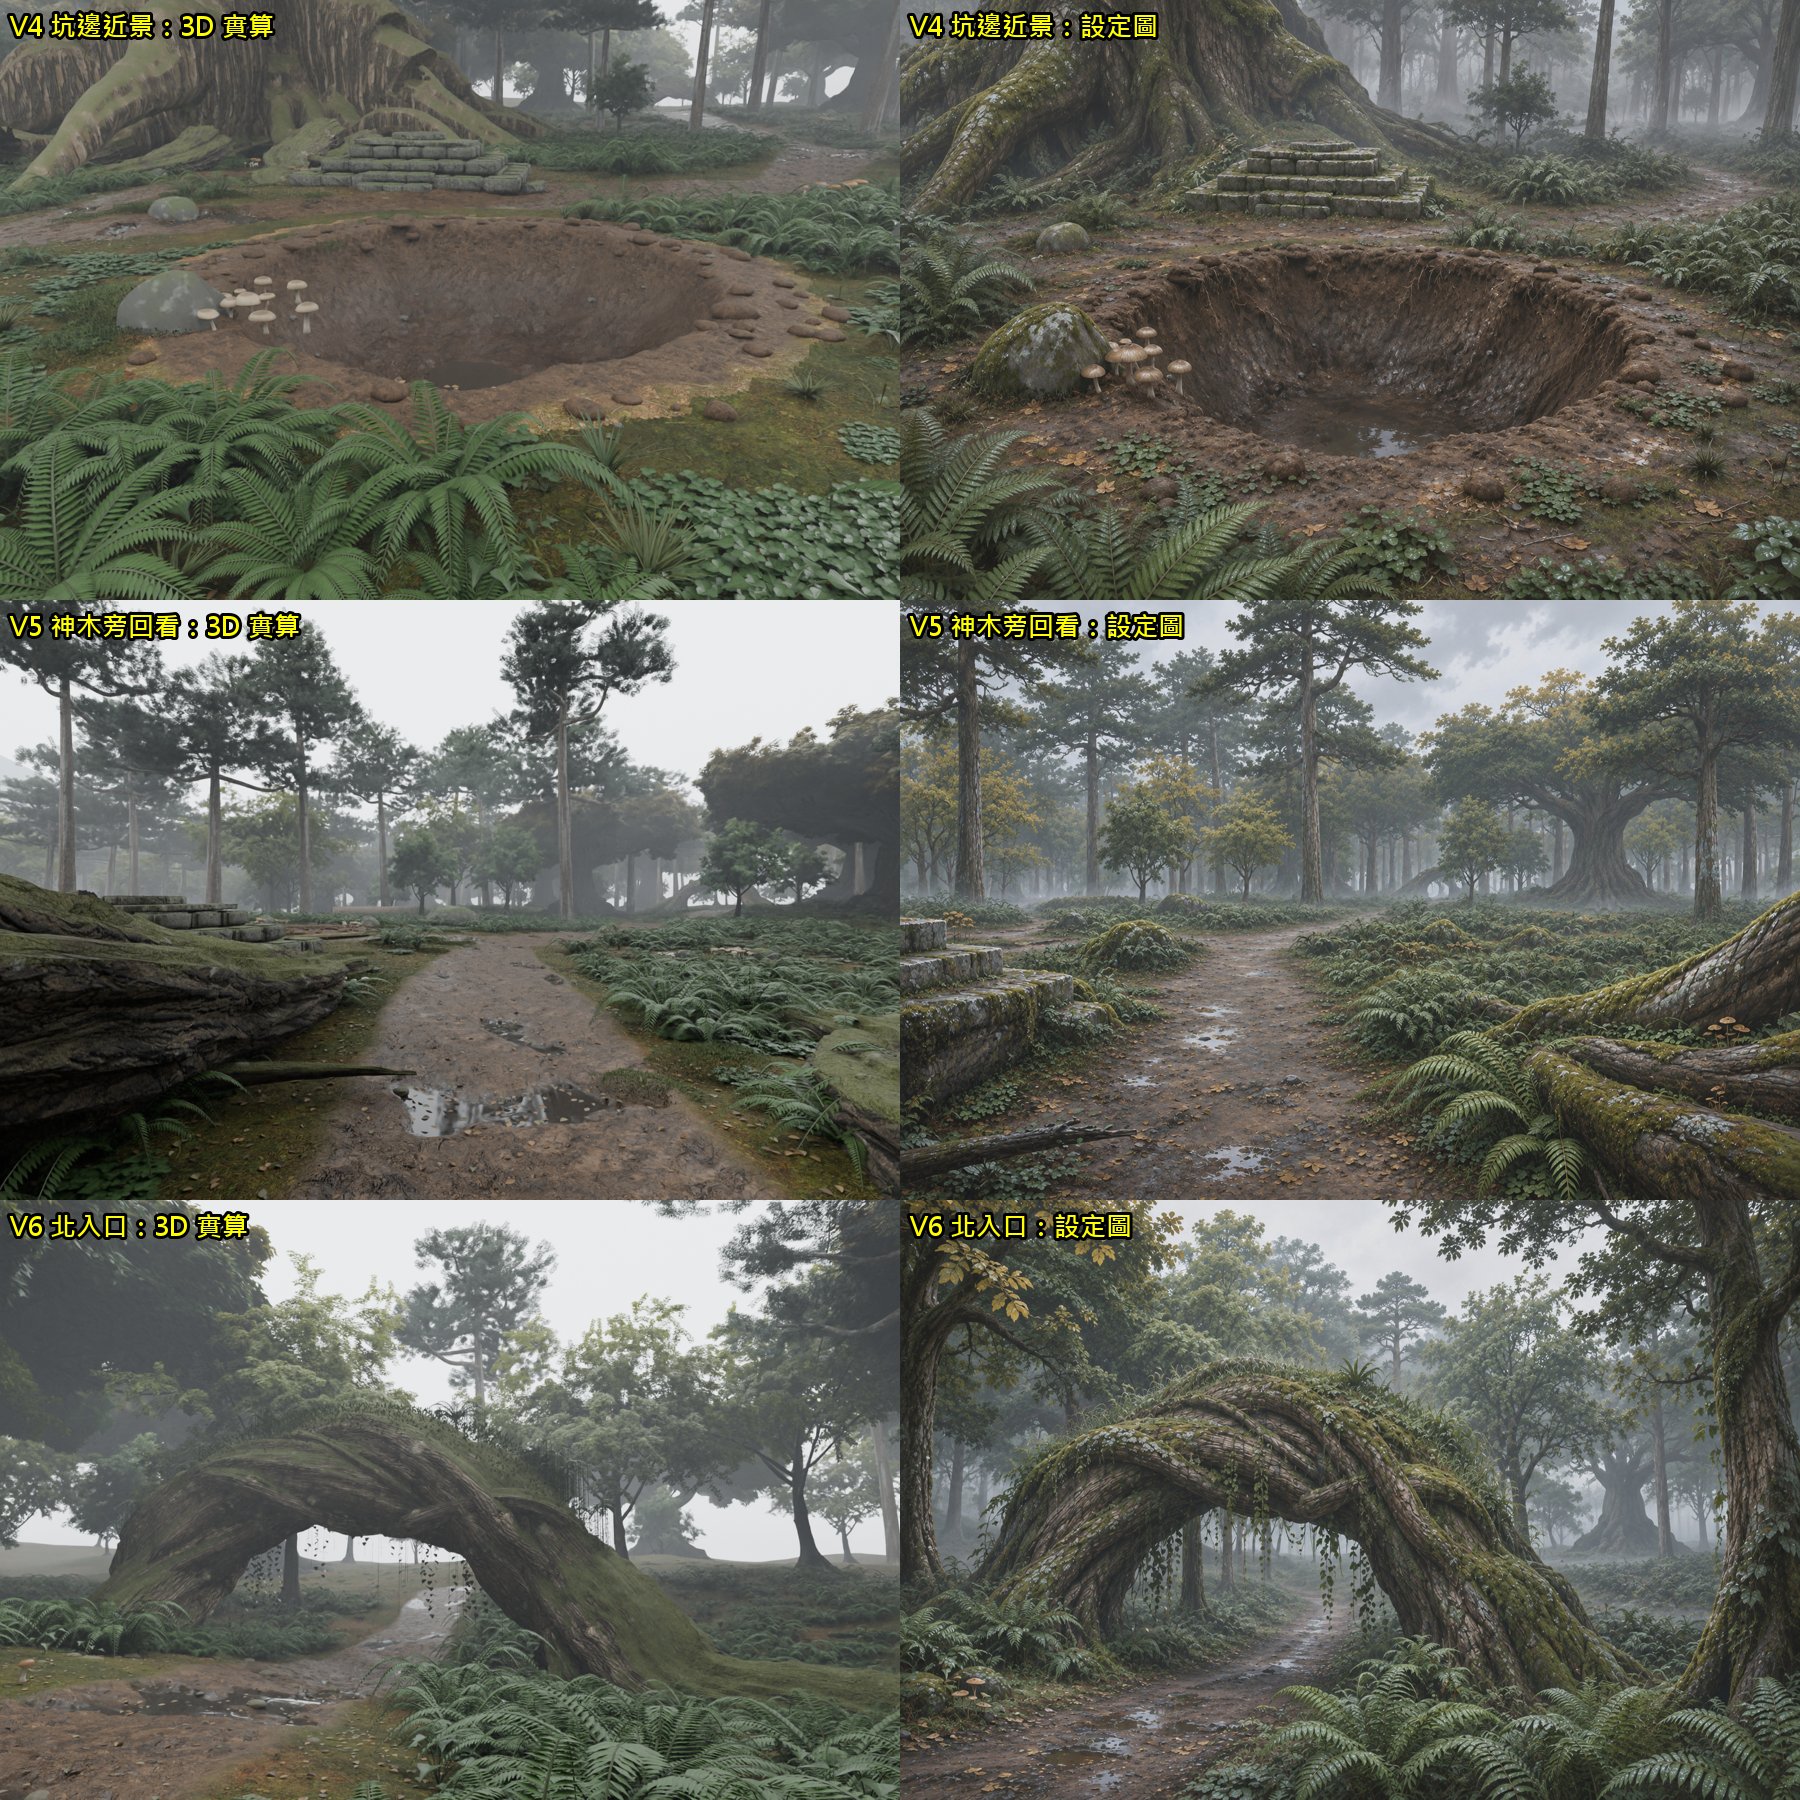 V4 坑邊近景：3D 實算
V4 坑邊近景：設定圖
V5 神木旁回看：3D 實算
V5 神木旁回看：設定圖
V6 北入口：3D 實算
V6 北入口：設定圖